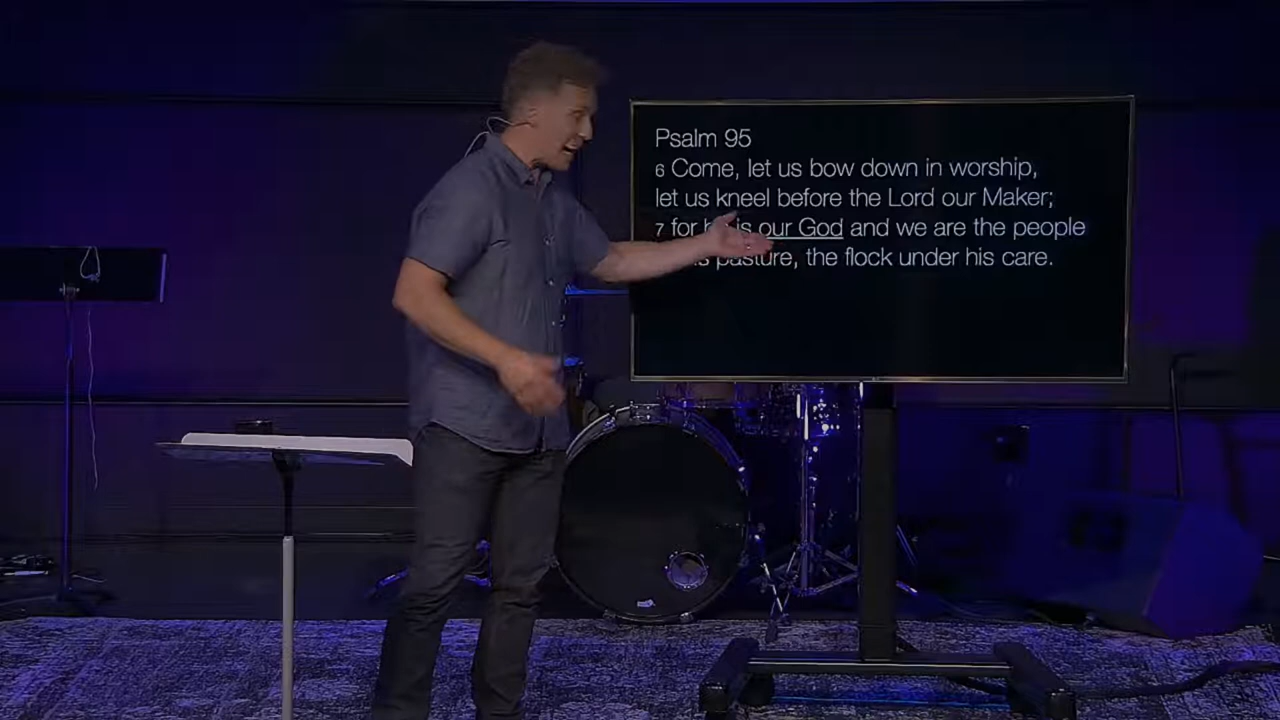 Psalm 95
6 Come, let us bow down in worship,
let us kneel before the Lord our Maker;
7 for is our God and we are the people
pasture, the flock under his care.